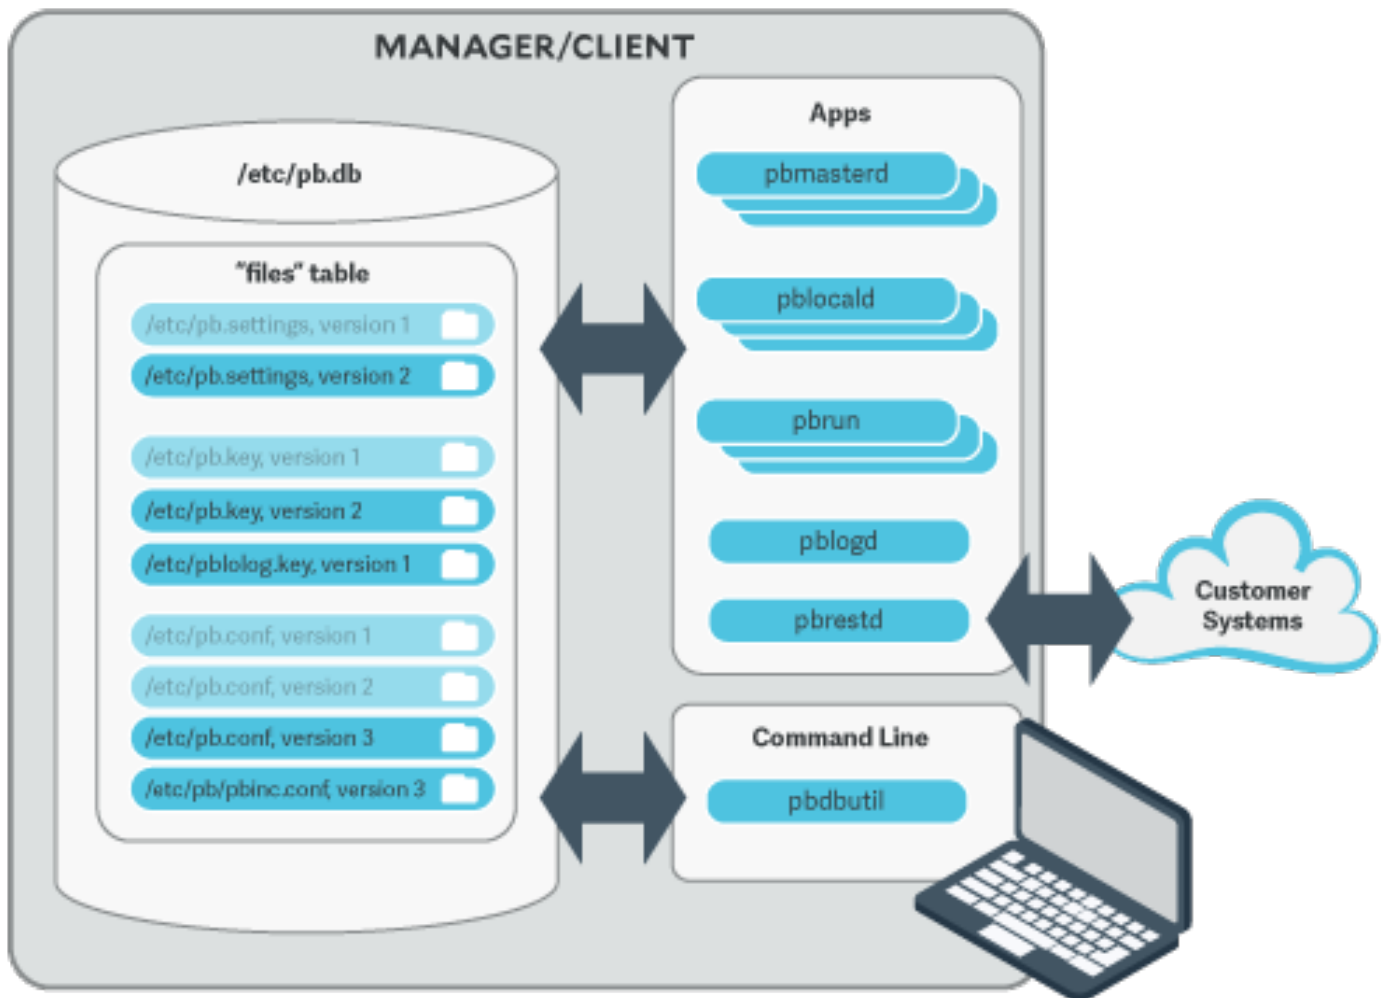 MANAGER/CLIENT
/etc/pb.db
"files" table
/etc/pb.settings, version 1
/etc/pb.settings, version 2
/etc/pb.key, version 1
/etc/pb.key, version 2
/etc/pblolog.key, version 1
/etc/pb.conf, version 1
/etc/pb.conf, version 2
/etc/pb.conf, version 3
/etc/pb/pbinc.conf, version 3
Apps
pbmasterd
pblocald
pbrun
pblogd
pbrestd
Customer
Systems
Command Line
pbdbutil